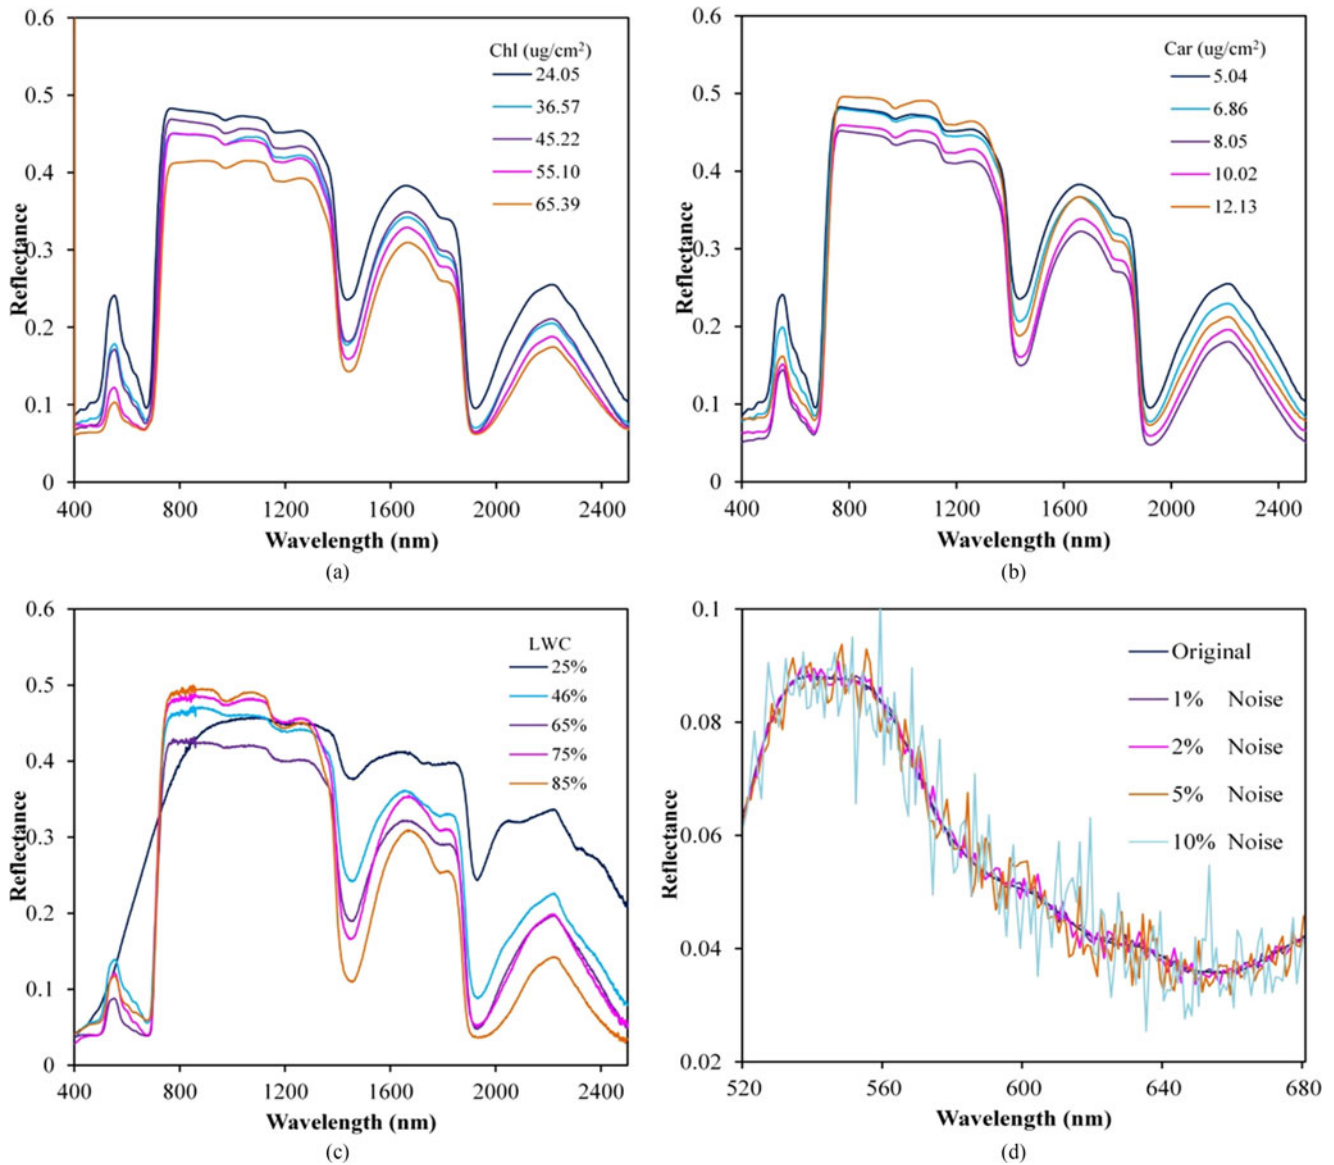 0.6
0.5
0.4
0.3
0.2
0.1
0
Reflectance
Chl (ug/cm²)
24.05
36.57
45.22
55.10
65.39
400 800 1200 1600 2000 2400
Wavelength (nm)
(a)
0.6
0.5
0.4
0.3
0.2
0.1
0
Reflectance
Car (ug/cm²)
5.04
6.86
8.05
10.02
12.13
400 800 1200 1600 2000 2400
Wavelength (nm)
(b)
0.6
0.5
0.4
0.3
0.2
0.1
0
Reflectance
LWC
25%
46%
65%
75%
85%
400 800 1200 1600 2000 2400
Wavelength (nm)
(c)
0.1
0.08
0.06
0.04
0.02
Reflectance
Original
1% Noise
2% Noise
5% Noise
10% Noise
520 560 600 640 680
Wavelength (nm)
(d)